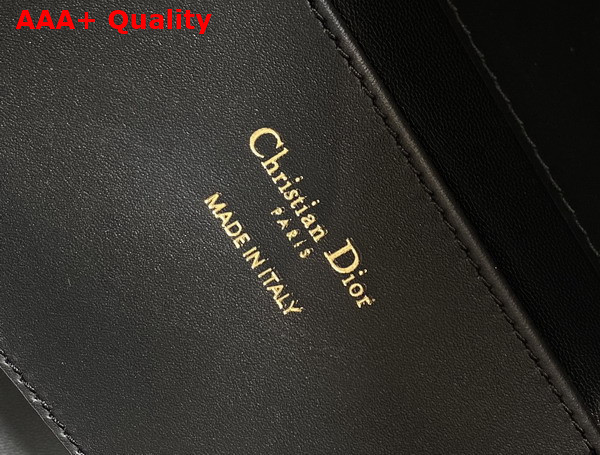 AAA+ Quality
Christian Dior
PARIS
MADE IN ITALY